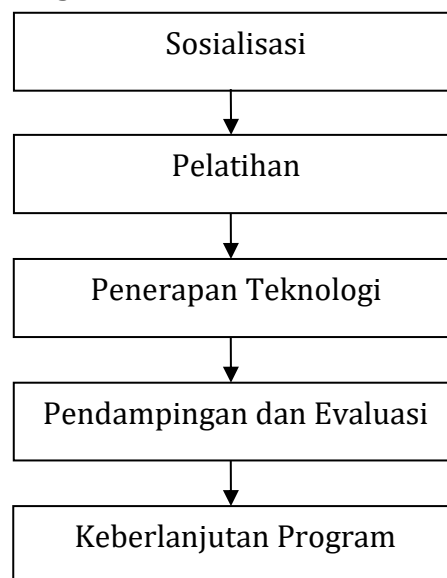 Sosialisasi
Pelatihan
Penerapan Teknologi
Pendampingan dan Evaluasi
Keberlanjutan Program